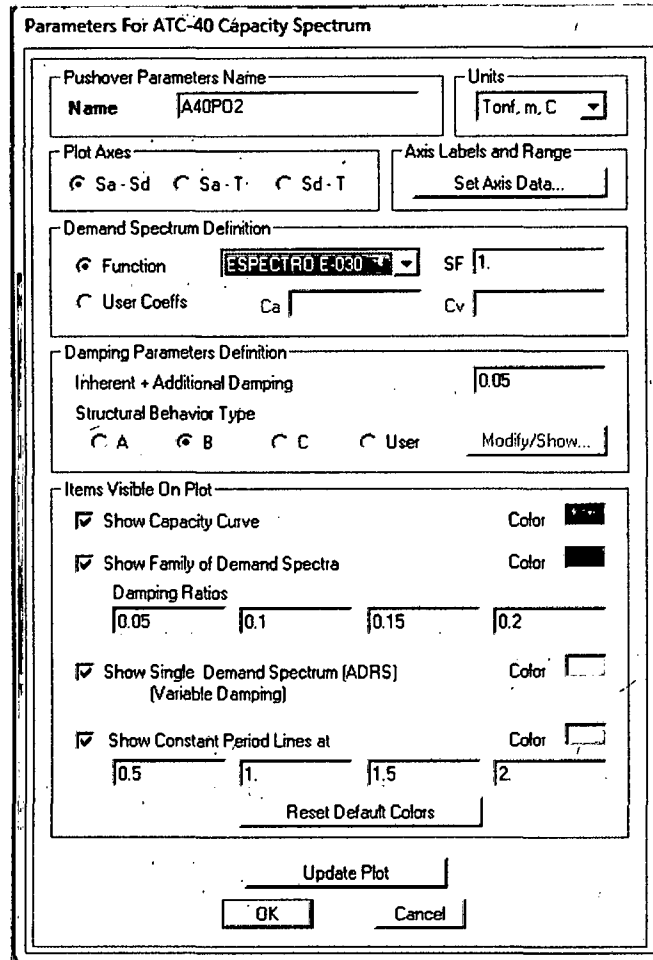 Parameters For ATC-40 Capacity Spectrum
Pushover Parameters Name
Units
Name A40PO2
Tonf, m, C
Plot Axes
Axis Labels and Range
Sa - Sd Sa - T Sd - T
Set Axis Data...
Demand Spectrum Definition
Function ESPECTRO E-030 SF 1.
User Coeffs Ca Cv
Damping Parameters Definition
Inherent + Additional Damping 0.05
Structural Behavior Type
A B C User Modify/Show...
Items Visible On Plot
Show Capacity Curve Color
Show Family of Demand Spectra Color
Damping Ratios
0.05 0.1 0.15 0.2
Show Single Demand Spectrum (ADRS) Color
(Variable Damping)
Show Constant Period Lines at Color
0.5 1. 1.5 2.
Reset Default Colors
Update Plot
OK Cancel